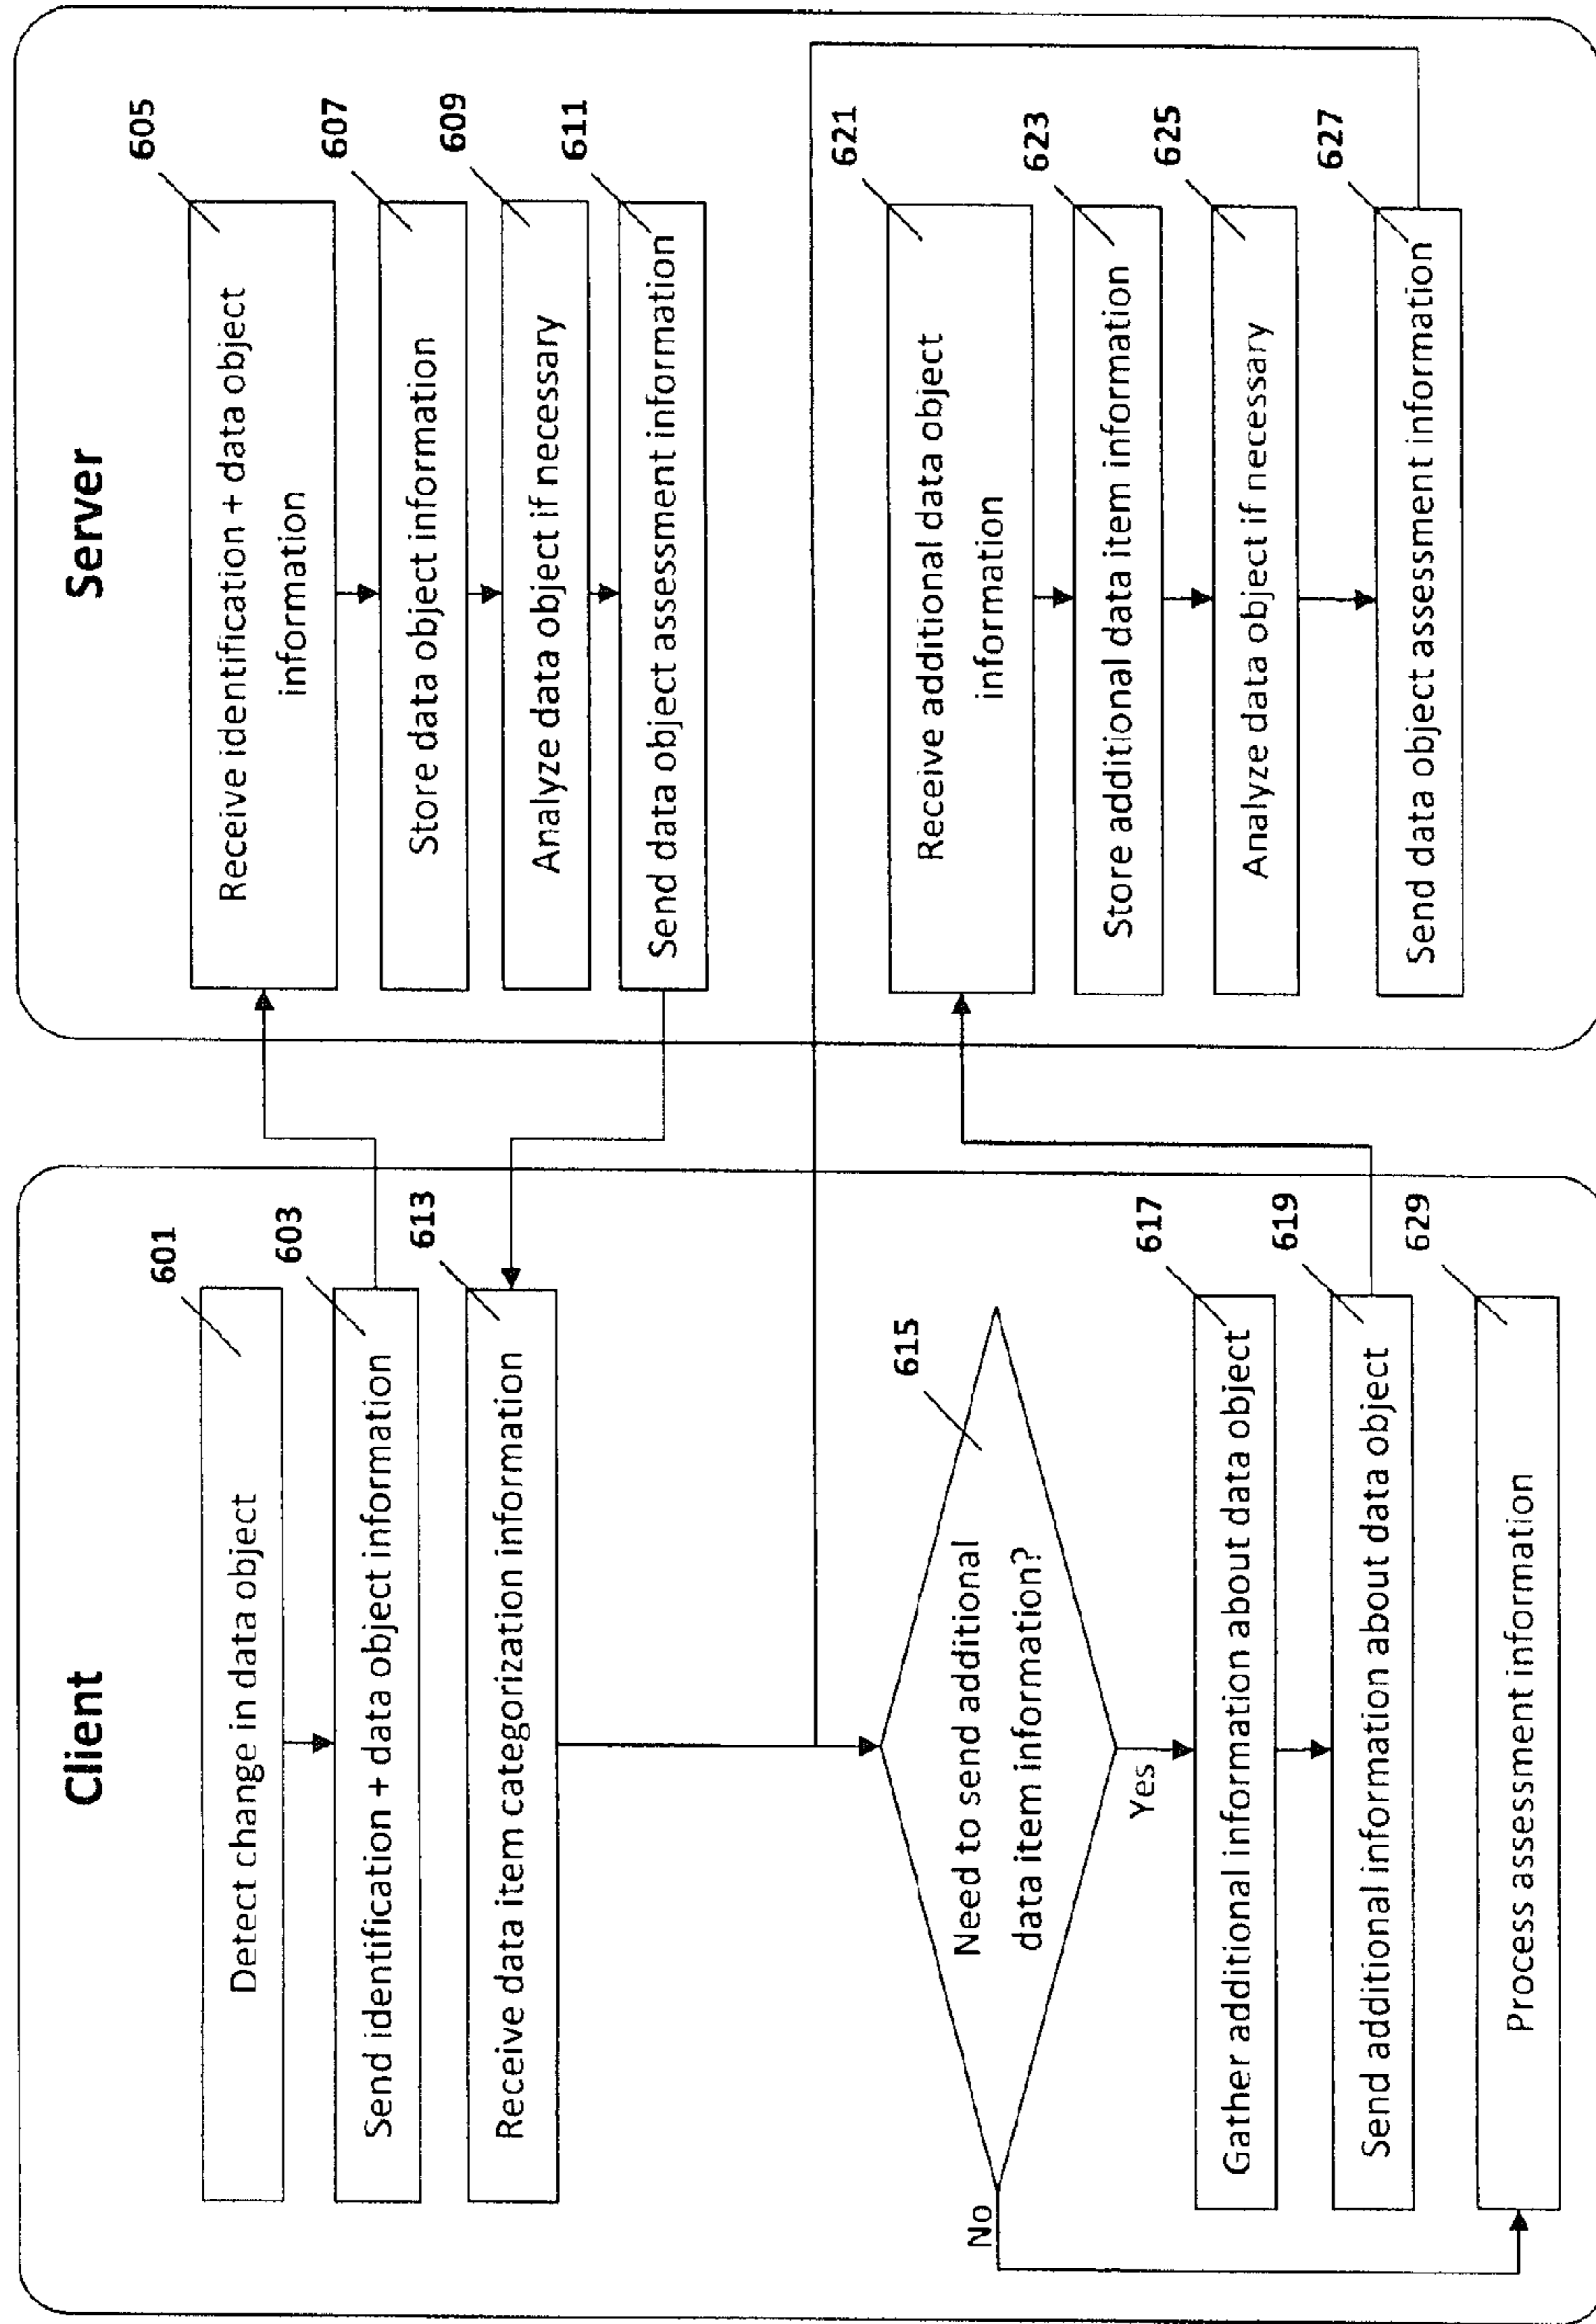 Client
601
Detect change in data object
603
Send identification + data object information
613
Receive data item categorization information
615
Need to send additional
data item information?
Yes
No
617
Gather additional information about data object
619
Send additional information about data object
629
Process assessment information
Server
605
Receive identification + data object
information
607
Store data object information
609
Analyze data object if necessary
611
Send data object assessment information
621
Receive additional data object
information
623
Store additional data item information
625
Analyze data object if necessary
627
Send data object assessment information